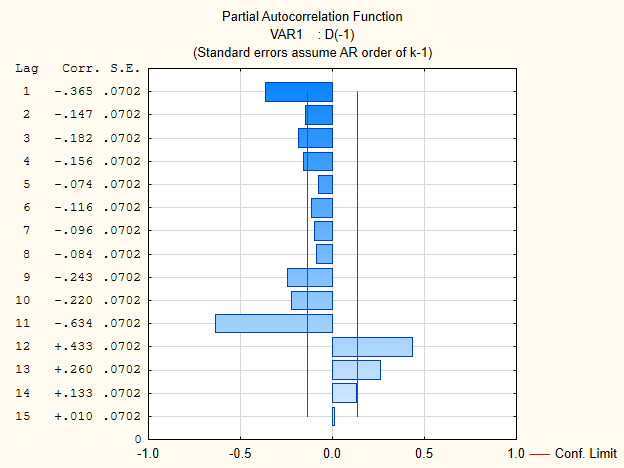 Partial Autocorrelation Function
VAR1 : D(-1)
(Standard errors assume AR order of k-1)
Lag Corr. S.E.
1 -.365 .0702
2 -.147 .0702
3 -.182 .0702
4 -.156 .0702
5 -.074 .0702
6 -.116 .0702
7 -.096 .0702
8 -.084 .0702
9 -.243 .0702
10 -.220 .0702
11 -.634 .0702
12 +.433 .0702
13 +.260 .0702
14 +.133 .0702
15 +.010 .0702
0
-1.0 -0.5 0.0 0.5 1.0 Conf. Limit